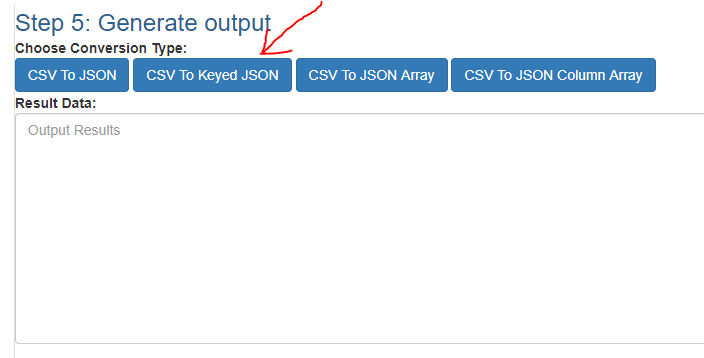 Step 5: Generate output
Choose Conversion Type:
CSV To JSON CSV To Keyed JSON CSV To JSON Array CSV To JSON Column Array
Result Data:
Output Results